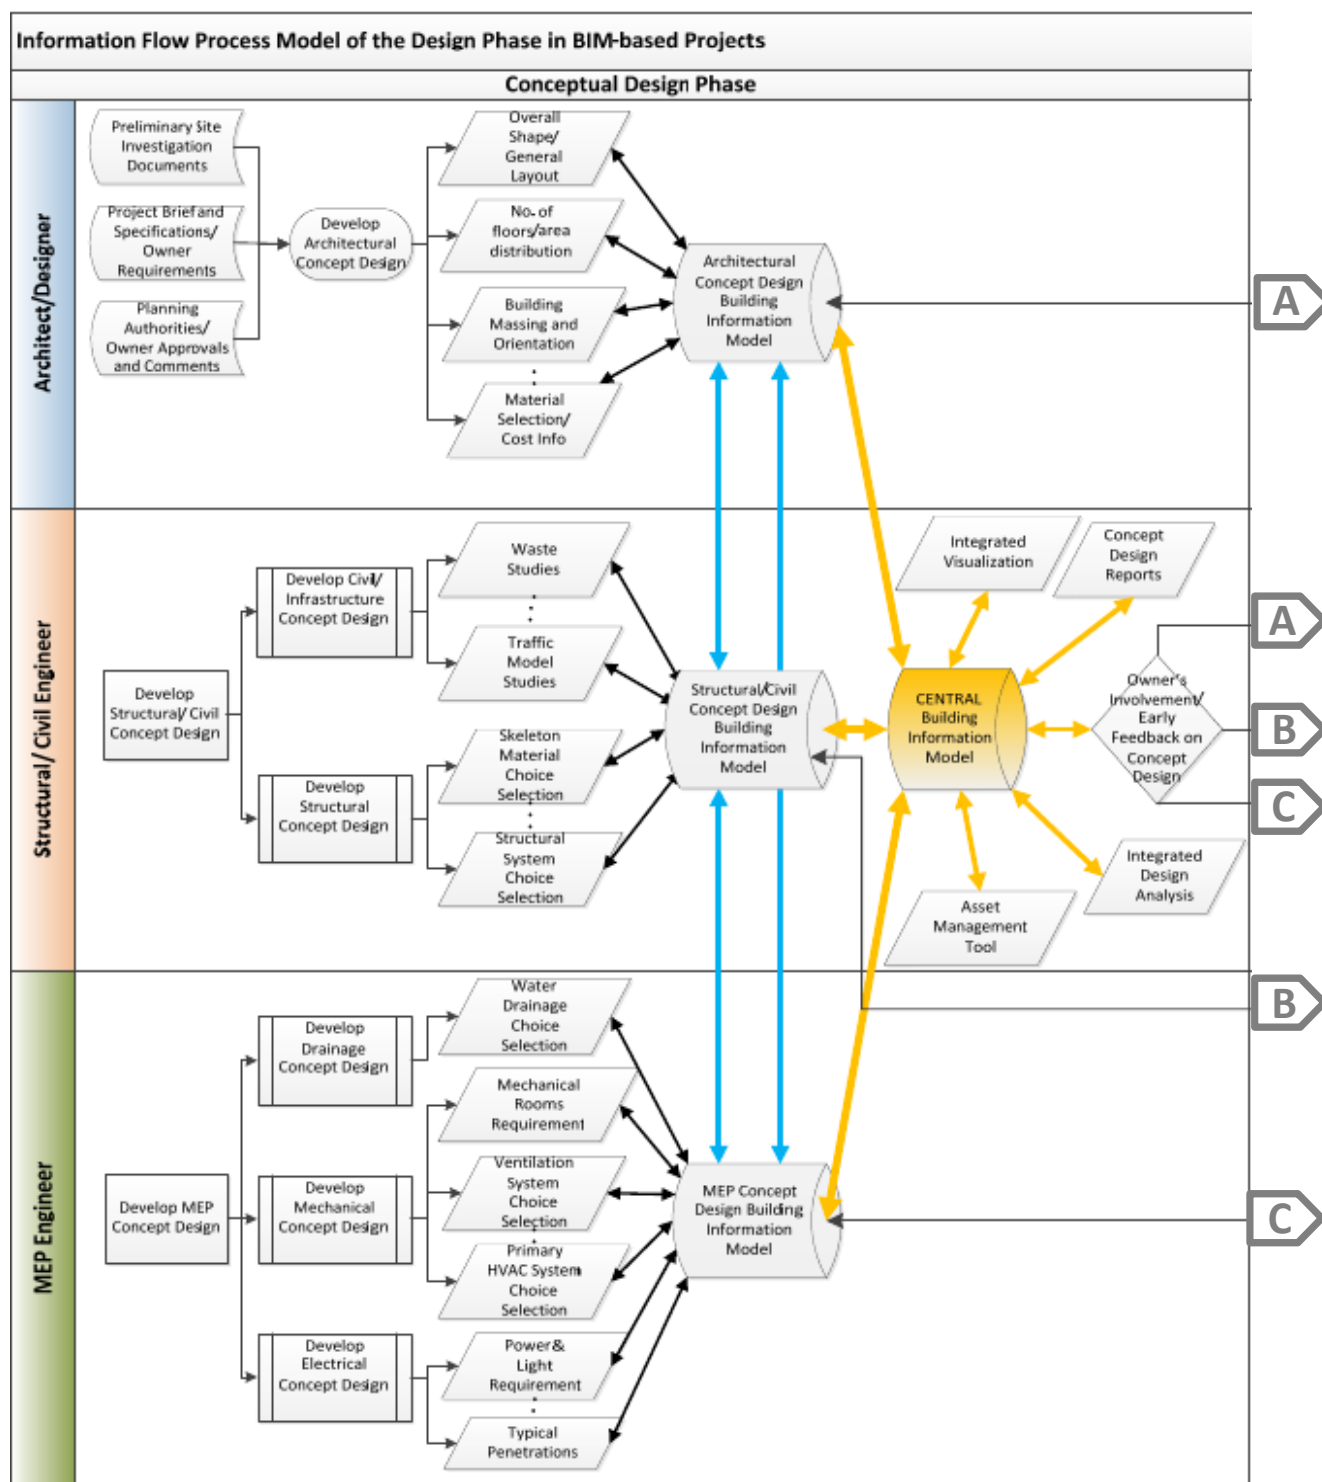 Information Flow Process Model of the Design Phase in BIM-based Projects
Conceptual Design Phase
Architect/Designer
Preliminary Site
Investigation
Documents
Project Brief and
Specifications/
Owner
Requirements
Planning
Authorities/
Owner Approvals
and Comments
Develop
Architectural
Concept Design
Overall
Shape/
General
Layout
No. of
floors/area
distribution
Building
Massing and
Orientation
Material
Selection/
Cost Info
Architectural
Concept Design
Building
Information
Model
A
Structural/ Civil Engineer
Develop
Structural/ Civil
Concept Design
Develop Civil/
Infrastructure
Concept Design
Develop
Structural
Concept Design
Waste
Studies
Traffic
Model
Studies
Skeleton
Material
Choice
Selection
Structural
System
Choice
Selection
Structural/Civil
Concept Design
Building
Information
Model
CENTRAL
Building
Information
Model
Integrated
Visualization
Concept
Design
Reports
Owner's
Involvement/
Early
Feedback on
Concept
Design
Integrated
Design
Analysis
Asset
Management
Tool
A
B
C
B
MEP Engineer
Develop MEP
Concept Design
Develop
Drainage
Concept Design
Develop
Mechanical
Concept Design
Develop
Electrical
Concept Design
Water
Drainage
Choice
Selection
Mechanical
Rooms
Requirement
Ventilation
System
Choice
Selection
Primary
HVAC System
Choice
Selection
Power &
Light
Requirement
Typical
Penetrations
MEP Concept
Design Building
Information
Model
C